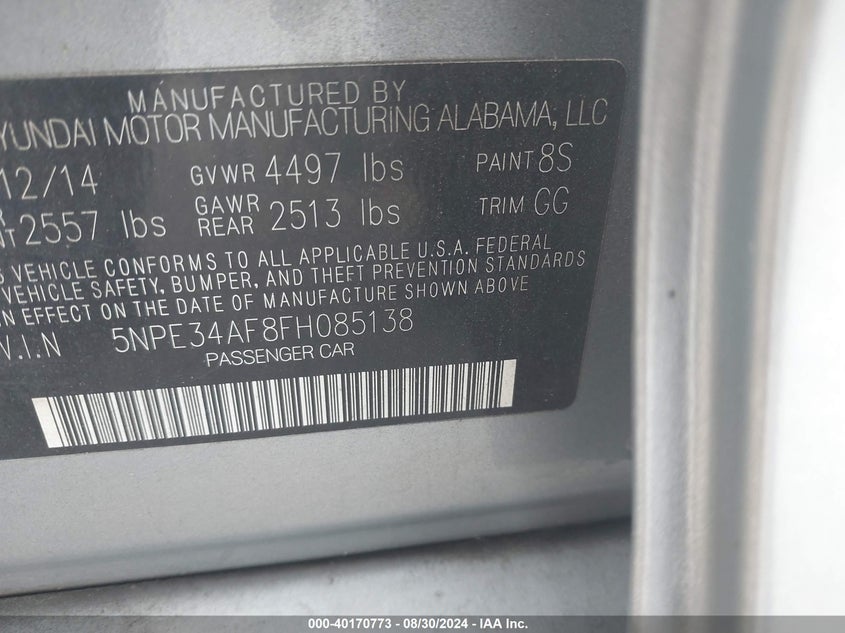 MANUFACTURED BY
YUNDAI MOTOR MANUFACTURING ALABAMA, LLC
12/14 GVWR 4497 lbs PAINT 8S
2557 lbs GAWR REAR 2513 lbs TRIM GG
VEHICLE CONFORMS TO ALL APPLICABLE U.S.A. FEDERAL
VEHICLE SAFETY, BUMPER, AND THEFT PREVENTION STANDARDS
IN EFFECT ON THE DATE OF MANUFACTURE SHOWN ABOVE
V.I.N 5NPE34AF8FH085138
PASSENGER CAR
000-40170773 - 08/30/2024 - IAA Inc.